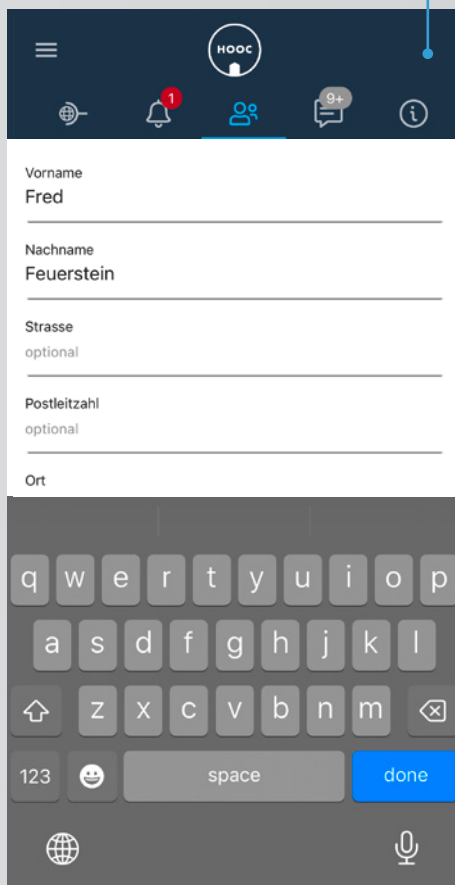 HOOC
1
9+
Vorname
Fred
Nachname
Feuerstein
Strasse
optional
Postleitzahl
optional
Ort
q w e r t y u i o p
a s d f g h j k l
z x c v b n m
123 space done